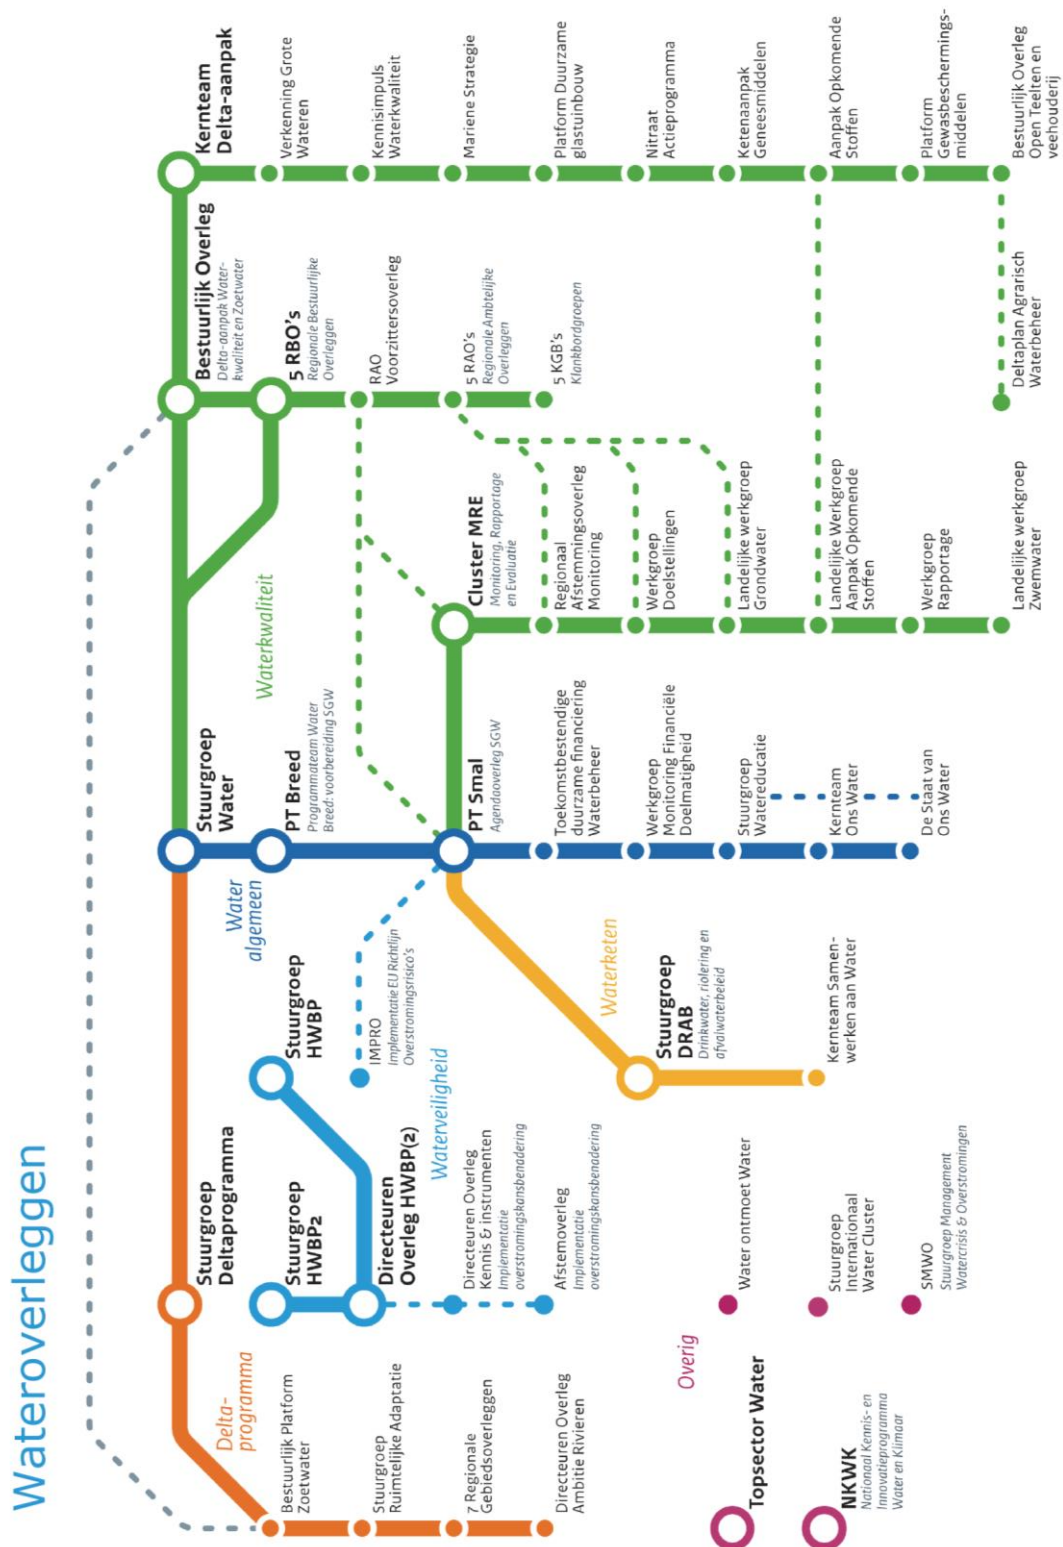 Wateroverleggen
Stuurgroep
Deltaprogramma
Stuurgroep
Water
Bestuurlijk Overleg
Delta-aanpak Water-
kwaliteit en Zoetwater
Kernteam
Delta-aanpak
Delta-
programma
Bestuurlijk Platform
Zoetwater
Stuurgroep
Ruimtelijke Adaptatie
7 Regionale
Gebiedsoverleggen
Directeuren Overleg
Ambitie Rivieren
Stuurgroep
HWBP2
Stuurgroep
HWBP
Directeuren
Overleg HWBP(2)
Waterveiligheid
Directeuren Overleg
Kennis & instrumenten
Implementatie
overstromingskansbenadering
Afstemoverleg
Implementatie
overstromingskansbenadering
IMPRO
Implementatie EU Richtlijn
Overstromingsrisico's
Water
algemeen
PT Breed
Programmateam Water
Breed: voorbereiding SGW
PT Smal
Agendaoverleg SGW
Toekomstbestendige
duurzame financiering
Waterbeheer
Werkgroep
Monitoring Financiële
Doelmatigheid
Stuurgroep
Watereducatie
Kernteam
Ons Water
De Staat van
Ons Water
Waterketen
Stuurgroep
DRAB
Drinkwater, riolering en
afvalwaterbeleid
Kernteam Samen-
werken aan Water
Waterkwaliteit
5 RBO's
Regionale Bestuurlijke
Overleggen
RAO
Voorzittersoverleg
5 RAO's
Regionale Ambtelijke
Overleggen
5 KGB's
Klankbordgroepen
Cluster MRE
Monitoring, Rapportage
en Evaluatie
Regionaal
Afstemmingsoverleg
Monitoring
Werkgroep
Doelstellingen
Landelijke werkgroep
Grondwater
Landelijke Werkgroep
Aanpak Opkomende
Stoffen
Werkgroep
Rapportage
Landelijke werkgroep
Zwemwater
Verkenning Grote
Wateren
Kennisimpuls
Waterkwaliteit
Mariene Strategie
Platform Duurzame
glastuinbouw
Nitraat
Actieprogramma
Ketenaanpak
Geneesmiddelen
Aanpak Opkomende
Stoffen
Platform
Gewasbeschermings-
middelen
Bestuurlijk Overleg
Open Teelten en
veehouderij
Deltaplan Agrarisch
Waterbeheer
Overig
Topsector Water
NKWK
Nationaal Kennis- en
Innovatieprogramma
Water en Klimaar
Water ontmoet Water
Stuurgroep
Internationaal
Water Cluster
SMWO
Stuurgroep Management
Watercrisis & Overstromingen